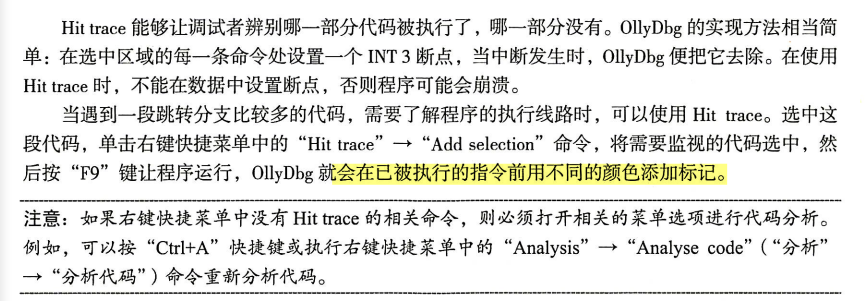 Hit trace 能够让调试者辨别哪一部分代码被执行了，哪一部分没有。OllyDbg 的实现方法相当简
单：在选中区域的每一条命令处设置一个 INT 3 断点，当中断发生时，OllyDbg 便把它去除。在使用
Hit trace 时，不能在数据中设置断点，否则程序可能会崩溃。
当遇到一段跳转分支比较多的代码，需要了解程序的执行线路时，可以使用 Hit trace。选中这
段代码，单击右键快捷菜单中的“Hit trace”→“Add selection”命令，将需要监视的代码选中，然
后按“F9”键让程序运行，OllyDbg 就会在已被执行的指令前用不同的颜色添加标记。
注意：如果右键快捷菜单中没有 Hit trace 的相关命令，则必须打开相关的菜单选项进行代码分析。
例如，可以按“Ctrl+A”快捷键或执行右键快捷菜单中的“Analysis”→“Analyse code”（“分析”
→“分析代码”）命令重新分析代码。